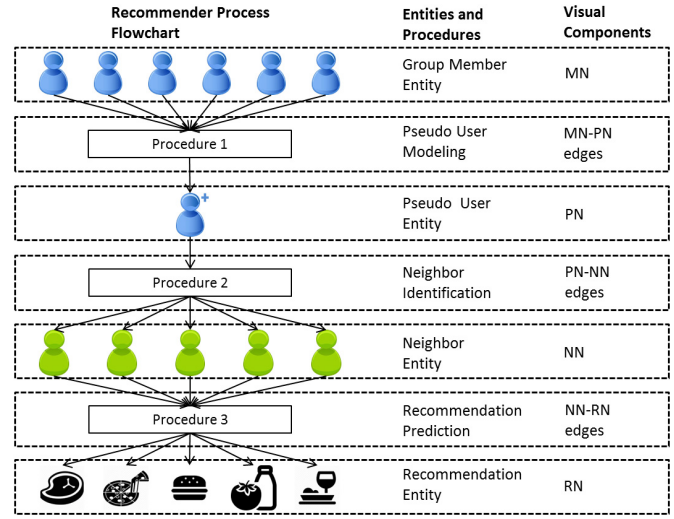 Recommender Process
Flowchart
Entities and
Procedures
Visual
Components
Group Member
Entity
MN
Procedure 1
Pseudo User
Modeling
MN-PN
edges
+
Pseudo User
Entity
PN
Procedure 2
Neighbor
Identification
PN-NN
edges
Neighbor
Entity
NN
Procedure 3
Recommendation
Prediction
NN-RN
edges
Recommendation
Entity
RN